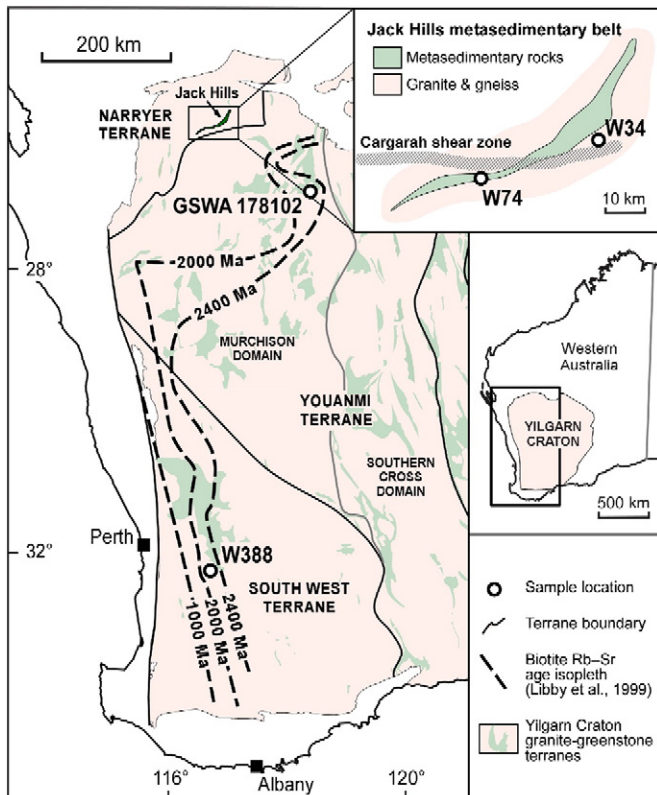 200 km
Jack Hills
NARRYER
TERRANE
GSWA 178102
28°
2000 Ma
2400 Ma
MURCHISON
DOMAIN
YOUANMI
TERRANE
SOUTHERN
CROSS
DOMAIN
Perth
32°
W388
SOUTH WEST
TERRANE
1000 Ma
2000 Ma
2400 Ma
116°
120°
Albany
Jack Hills metasedimentary belt
Metasedimentary rocks
Granite & gneiss
Cargarah shear zone
W34
W74
10 km
Western
Australia
YILGARN
CRATON
500 km
Sample location
Terrane boundary
Biotite Rb–Sr
age isopleth
(Libby et al., 1999)
Yilgarn Craton
granite-greenstone
terranes